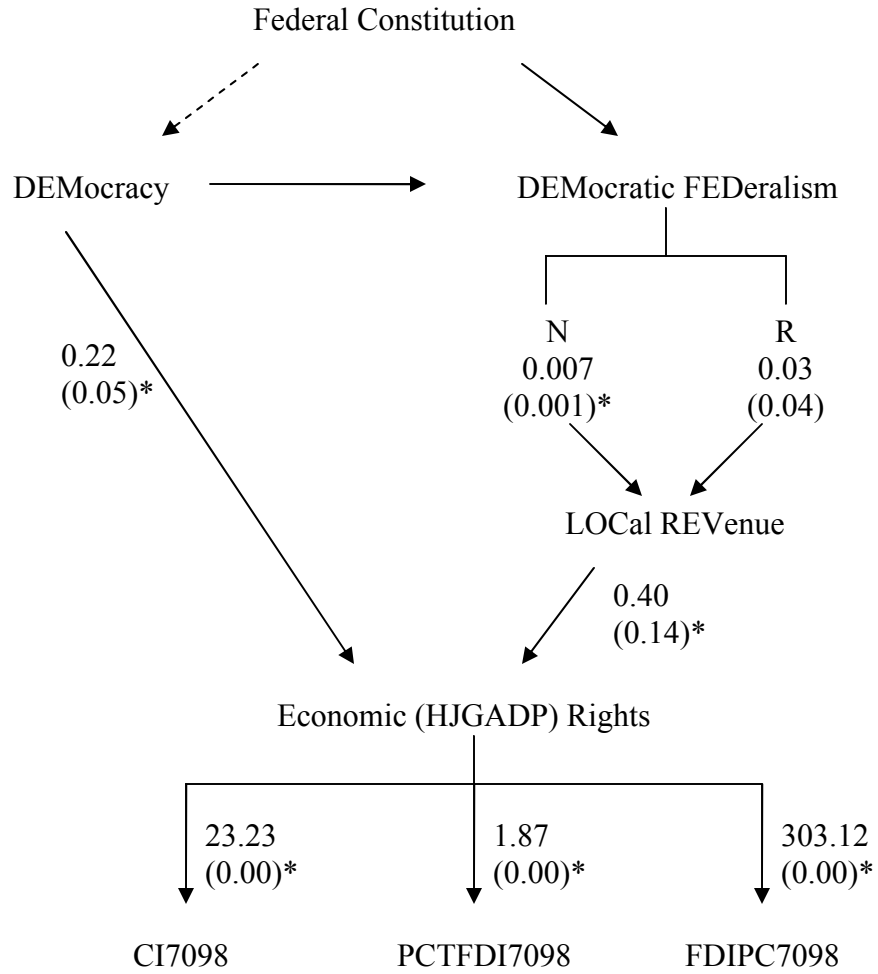 Federal Constitution
DEMocracy
DEMocratic FEDeralism
N
R
0.22
(0.05)*
0.007
(0.001)*
0.03
(0.04)
LOCal REVenue
0.40
(0.14)*
Economic (HJGADP) Rights
23.23
(0.00)*
1.87
(0.00)*
303.12
(0.00)*
CI7098
PCTFDI7098
FDIPC7098